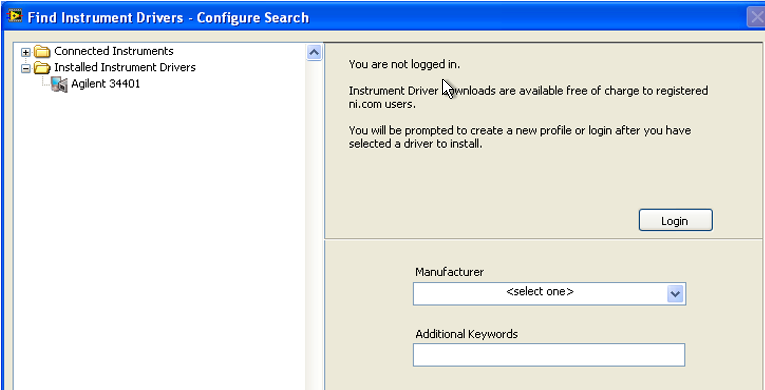 Find Instrument Drivers - Configure Search
Connected Instruments
Installed Instrument Drivers
Agilent 34401
You are not logged in.
Instrument Driver wnloads are available free of charge to registered
ni.com users.
You will be prompted to create a new profile or login after you have
selected a driver to install.
Login
Manufacturer
<select one>
Additional Keywords